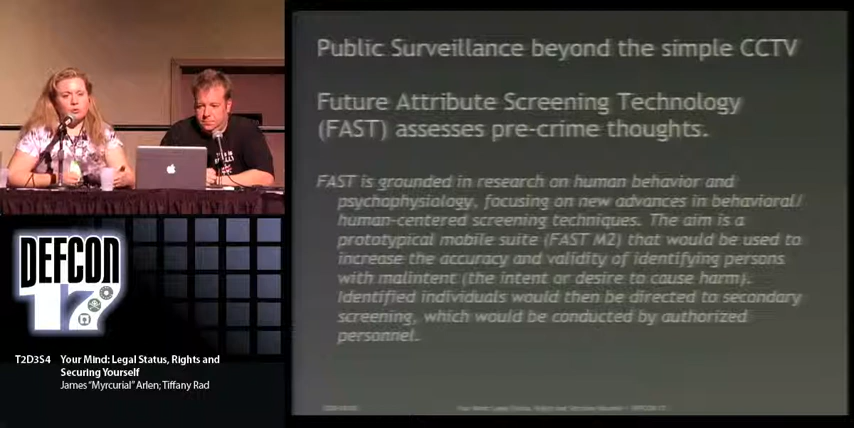 Public Surveillance beyond the simple CCTV
Future Attribute Screening Technology
(FAST) assesses pre-crime thoughts.
FAST is grounded in research on human behavior and
psychophysiology, focusing on new advances in behavioral/
human-centered screening techniques. The aim is a
prototypical mobile suite (FAST M2) that would be used to
increase the accuracy and validity of identifying persons
with malintent (the intent or desire to cause harm).
Identified individuals would then be directed to secondary
screening, which would be conducted by authorized
personnel.
DEFCON
17
T2D3S4 Your Mind: Legal Status, Rights and
Securing Yourself
James "Myrcurial" Arlen; Tiffany Rad